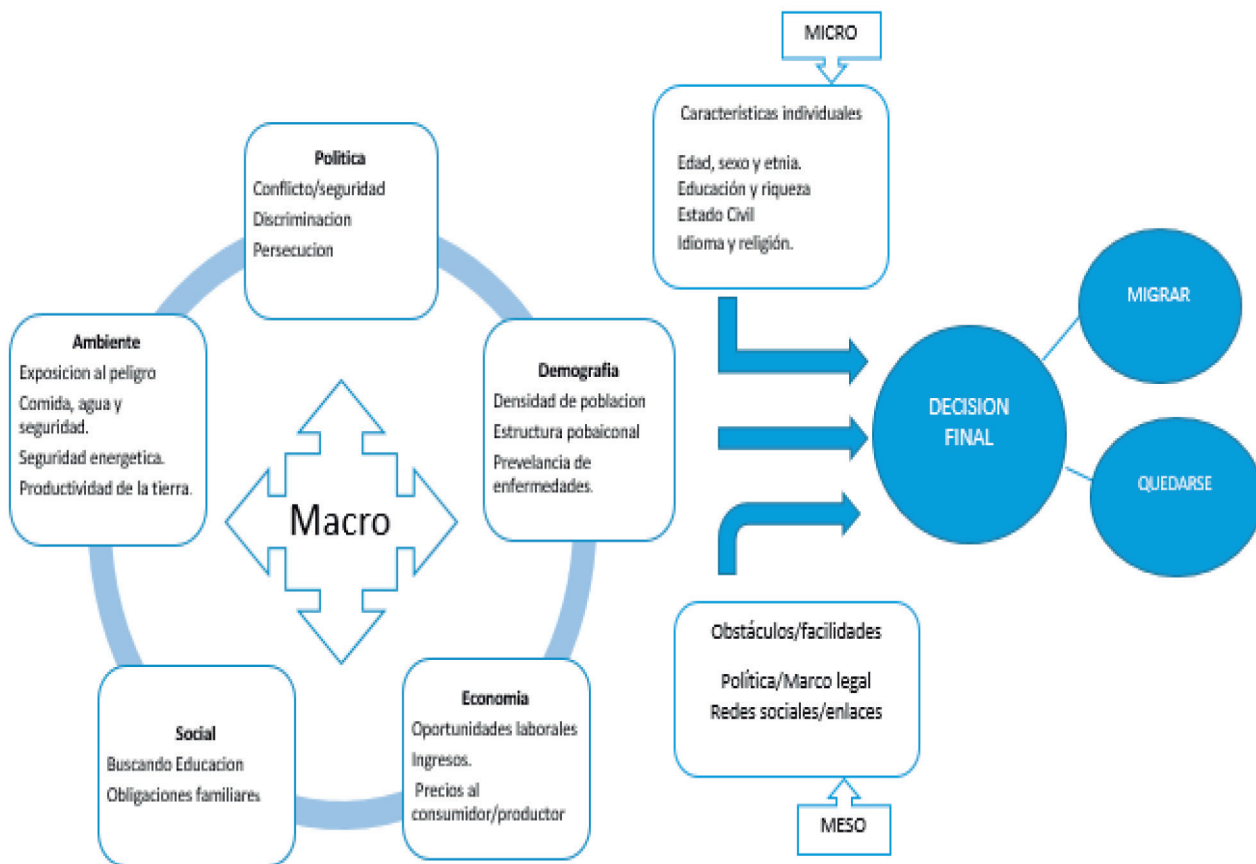 MICRO
Características individuales
Edad, sexo y etnia.
Educación y riqueza
Estado Civil
Idioma y religión.
Politica
Conflicto/seguridad
Discriminacion
Persecucion
Ambiente
Exposicion al peligro
Comida, agua y
seguridad.
Seguridad energetica.
Productividad de la tierra.
Demografia
Densidad de poblacion
Estructura pobaiconal
Prevelancia de
enfermedades.
Macro
Social
Buscando Educacion
Obligaciones familiares
Economia
Oportunidades laborales
Ingresos.
Precios al
consumidor/productor
DECISION
FINAL
MIGRAR
QUEDARSE
Obstáculos/facilidades
Política/Marco legal
Redes sociales/enlaces
MESO